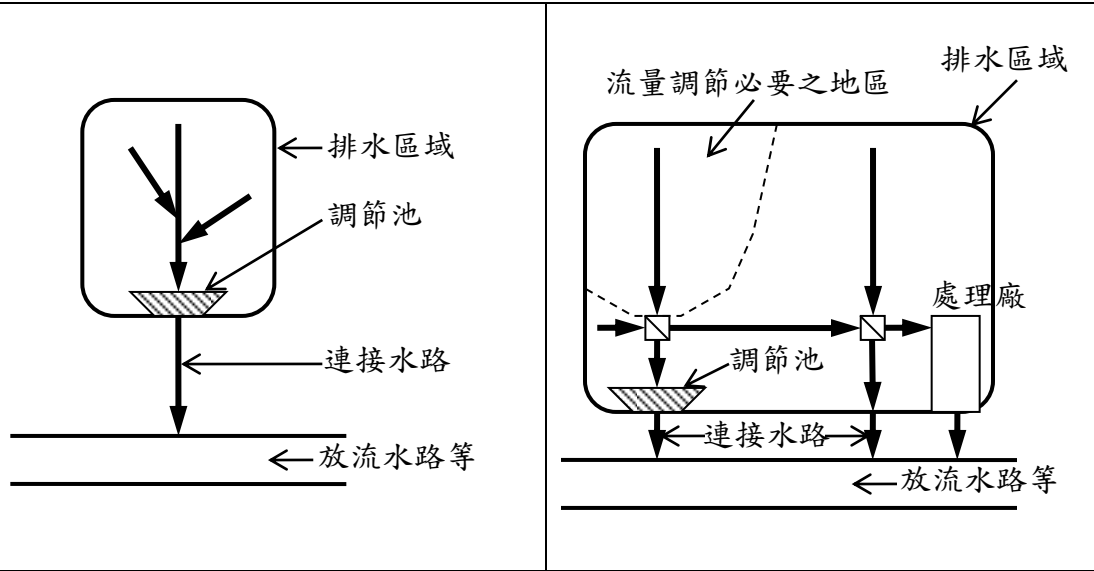 排水區域
調節池
連接水路
放流水路等
排水區域
流量調節必要之地區
處理廠
調節池
連接水路
放流水路等